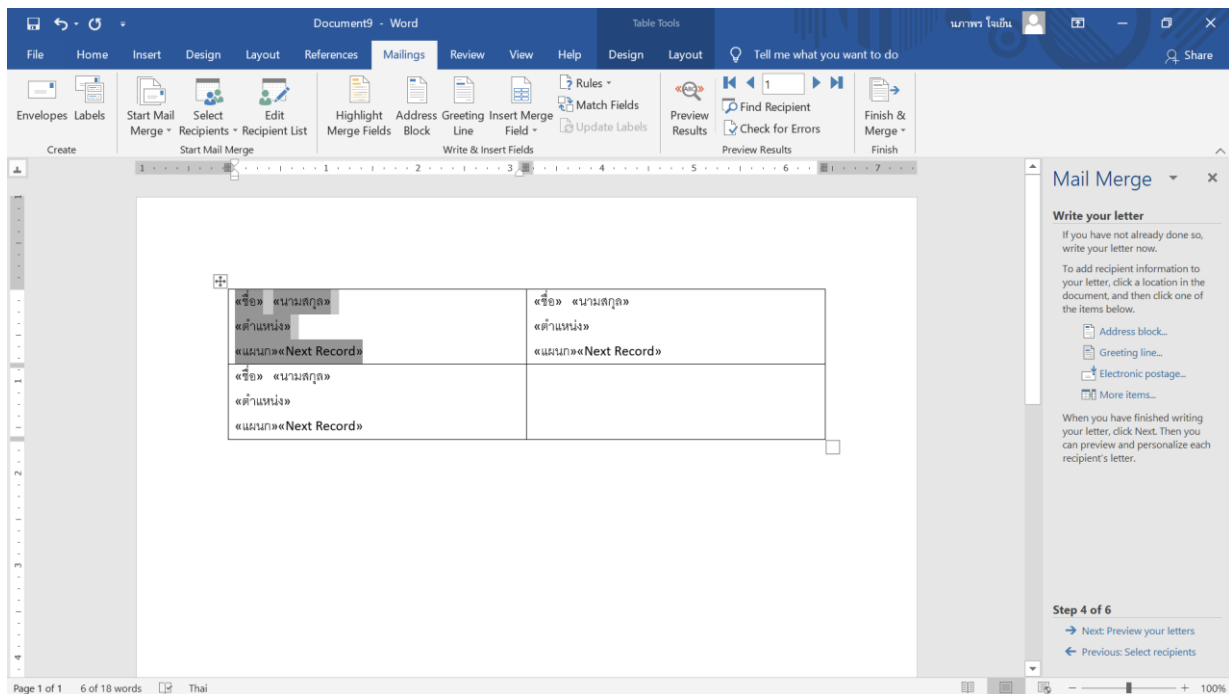 Document9 - Word
Table Tools
นภาพร ใจเย็น
File Home Insert Design Layout References Mailings Review View Help Design Layout Tell me what you want to do Share
Envelopes Labels
Start Mail Merge Select Recipients Edit Recipient List
Highlight Merge Fields Address Block Greeting Line Insert Merge Field
Rules
Match Fields
Update Labels
Preview Results
1
Find Recipient
Check for Errors
Finish & Merge
Create Start Mail Merge Write & Insert Fields Preview Results Finish
1 1 2 3 4 5 6 7
«ชื่อ» «นามสกุล»
«ตำแหน่ง»
«แผนก»«Next Record»
«ชื่อ» «นามสกุล»
«ตำแหน่ง»
«แผนก»«Next Record»
«ชื่อ» «นามสกุล»
«ตำแหน่ง»
«แผนก»«Next Record»
Mail Merge
Write your letter
If you have not already done so,
write your letter now.
To add recipient information to
your letter, click a location in the
document, and then click one of
the items below.
Address block...
Greeting line...
Electronic postage...
More items...
When you have finished writing
your letter, click Next. Then you
can preview and personalize each
recipient's letter.
Step 4 of 6
Next: Preview your letters
Previous: Select recipients
Page 1 of 1 6 of 18 words Thai 100%